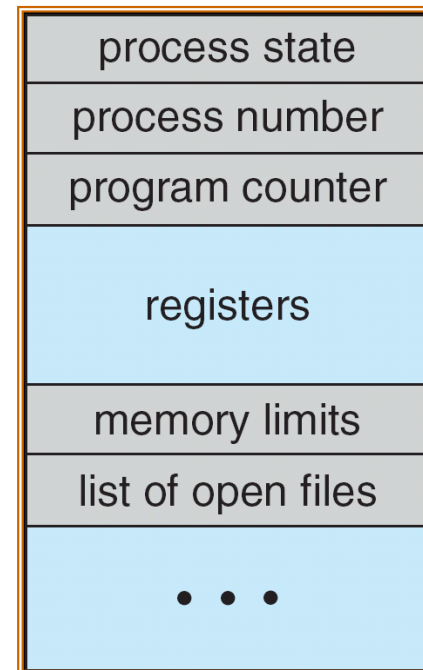 process state
process number
program counter
registers
memory limits
list of open files
• • •